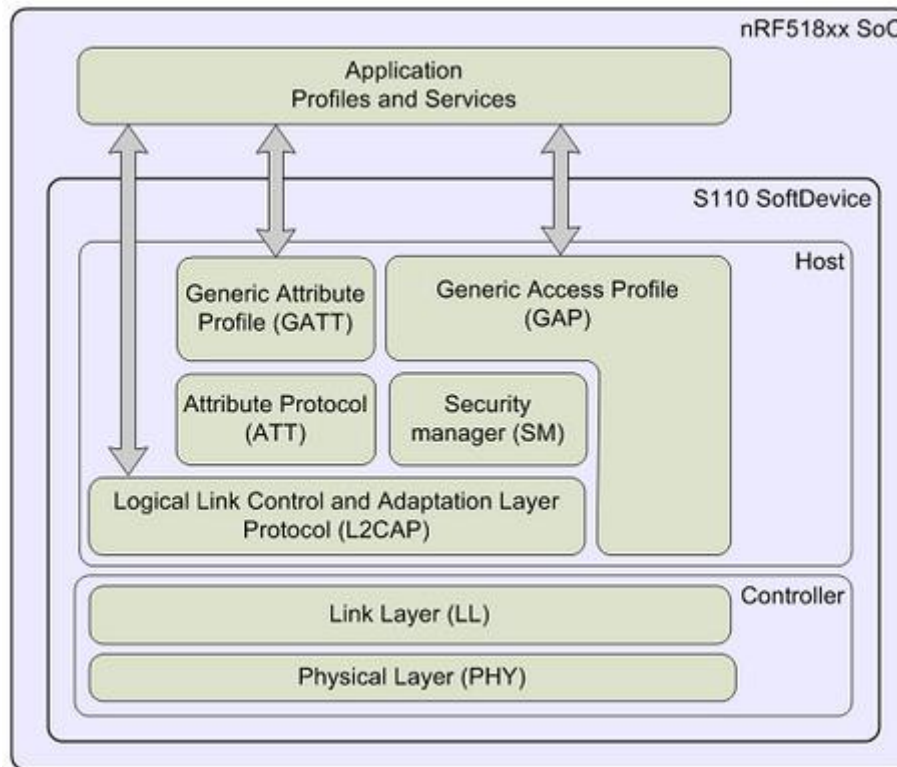 nRF518xx SoC
Application
Profiles and Services
S110 SoftDevice
Host
Generic Attribute
Profile (GATT)
Generic Access Profile
(GAP)
Attribute Protocol
(ATT)
Security
manager (SM)
Logical Link Control and Adaptation Layer
Protocol (L2CAP)
Controller
Link Layer (LL)
Physical Layer (PHY)